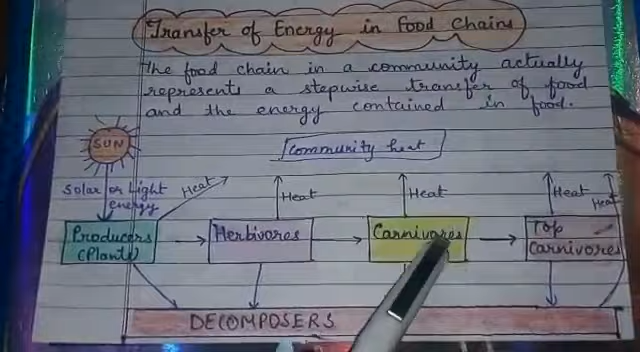 Transfer of Energy in Food Chains
The food chain in a community actually
represents a stepwise transfer of food
and the energy contained in food.
SUN
Community heat
Solar or Light
energy
Heat
Heat
Heat
Heat
Heat
Producers
(Plants)
Herbivores
Carnivores
Top
Carnivores
DECOMPOSERS